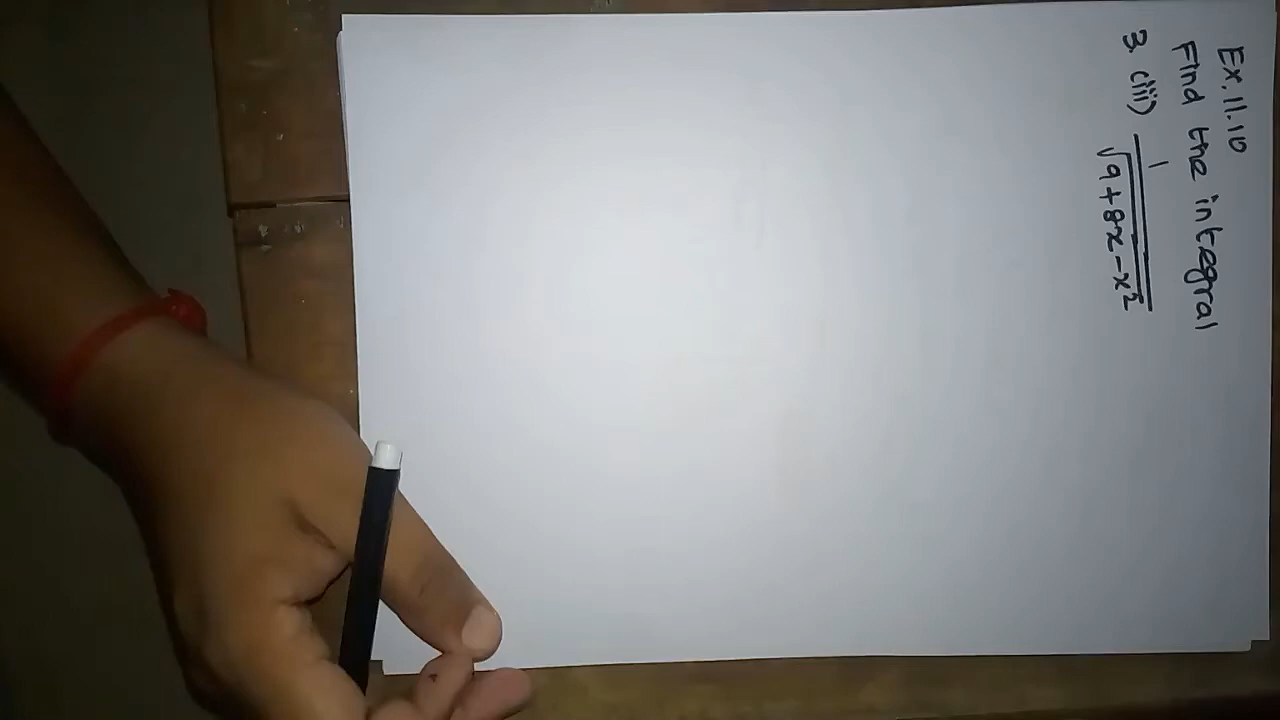 Ex. 11.10
Find the integral
3. (iii) 1/√(9+8x-x²)